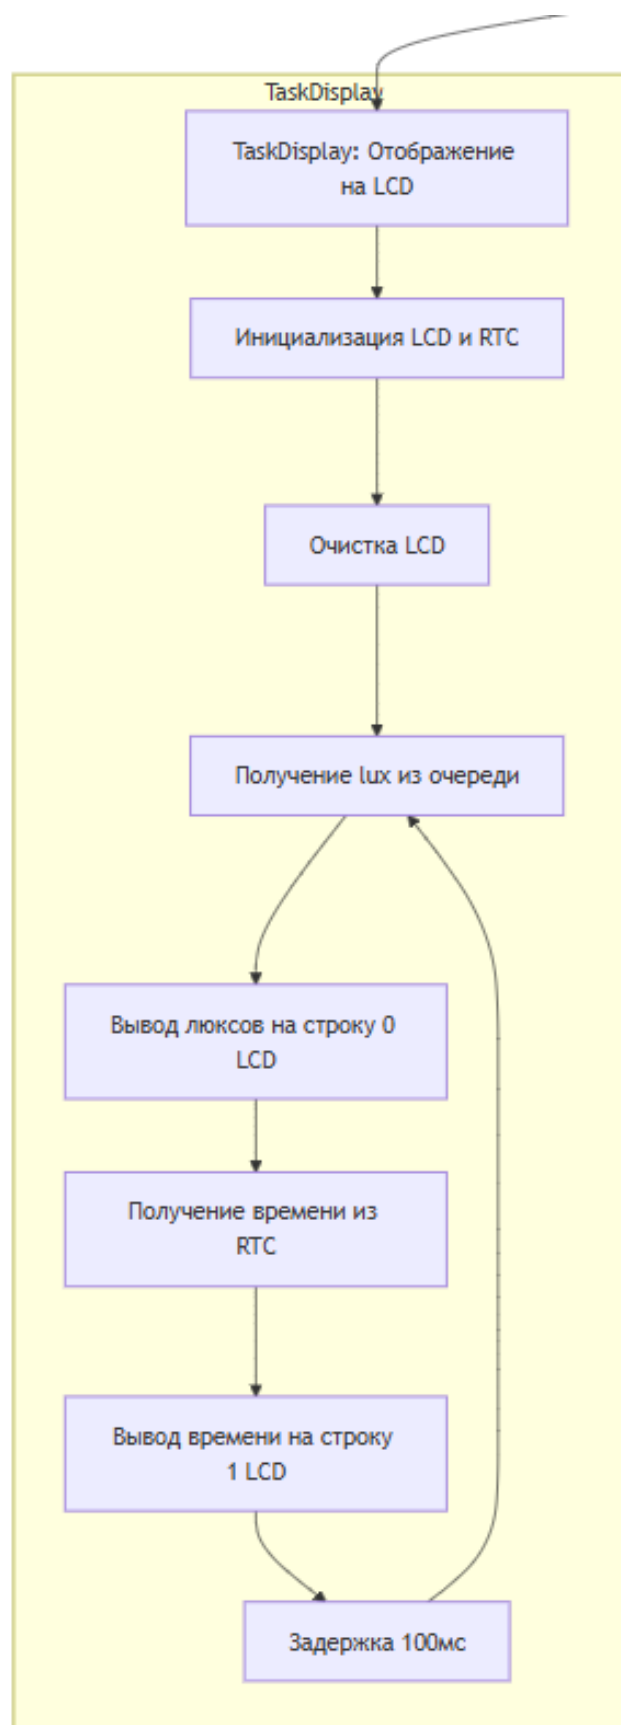 TaskDisplay
TaskDisplay: Отображение
на LCD
Инициализация LCD и RTC
Очистка LCD
Получение lux из очереди
Вывод люксов на строку 0
LCD
Получение времени из
RTC
Вывод времени на строку
1 LCD
Задержка 100мс